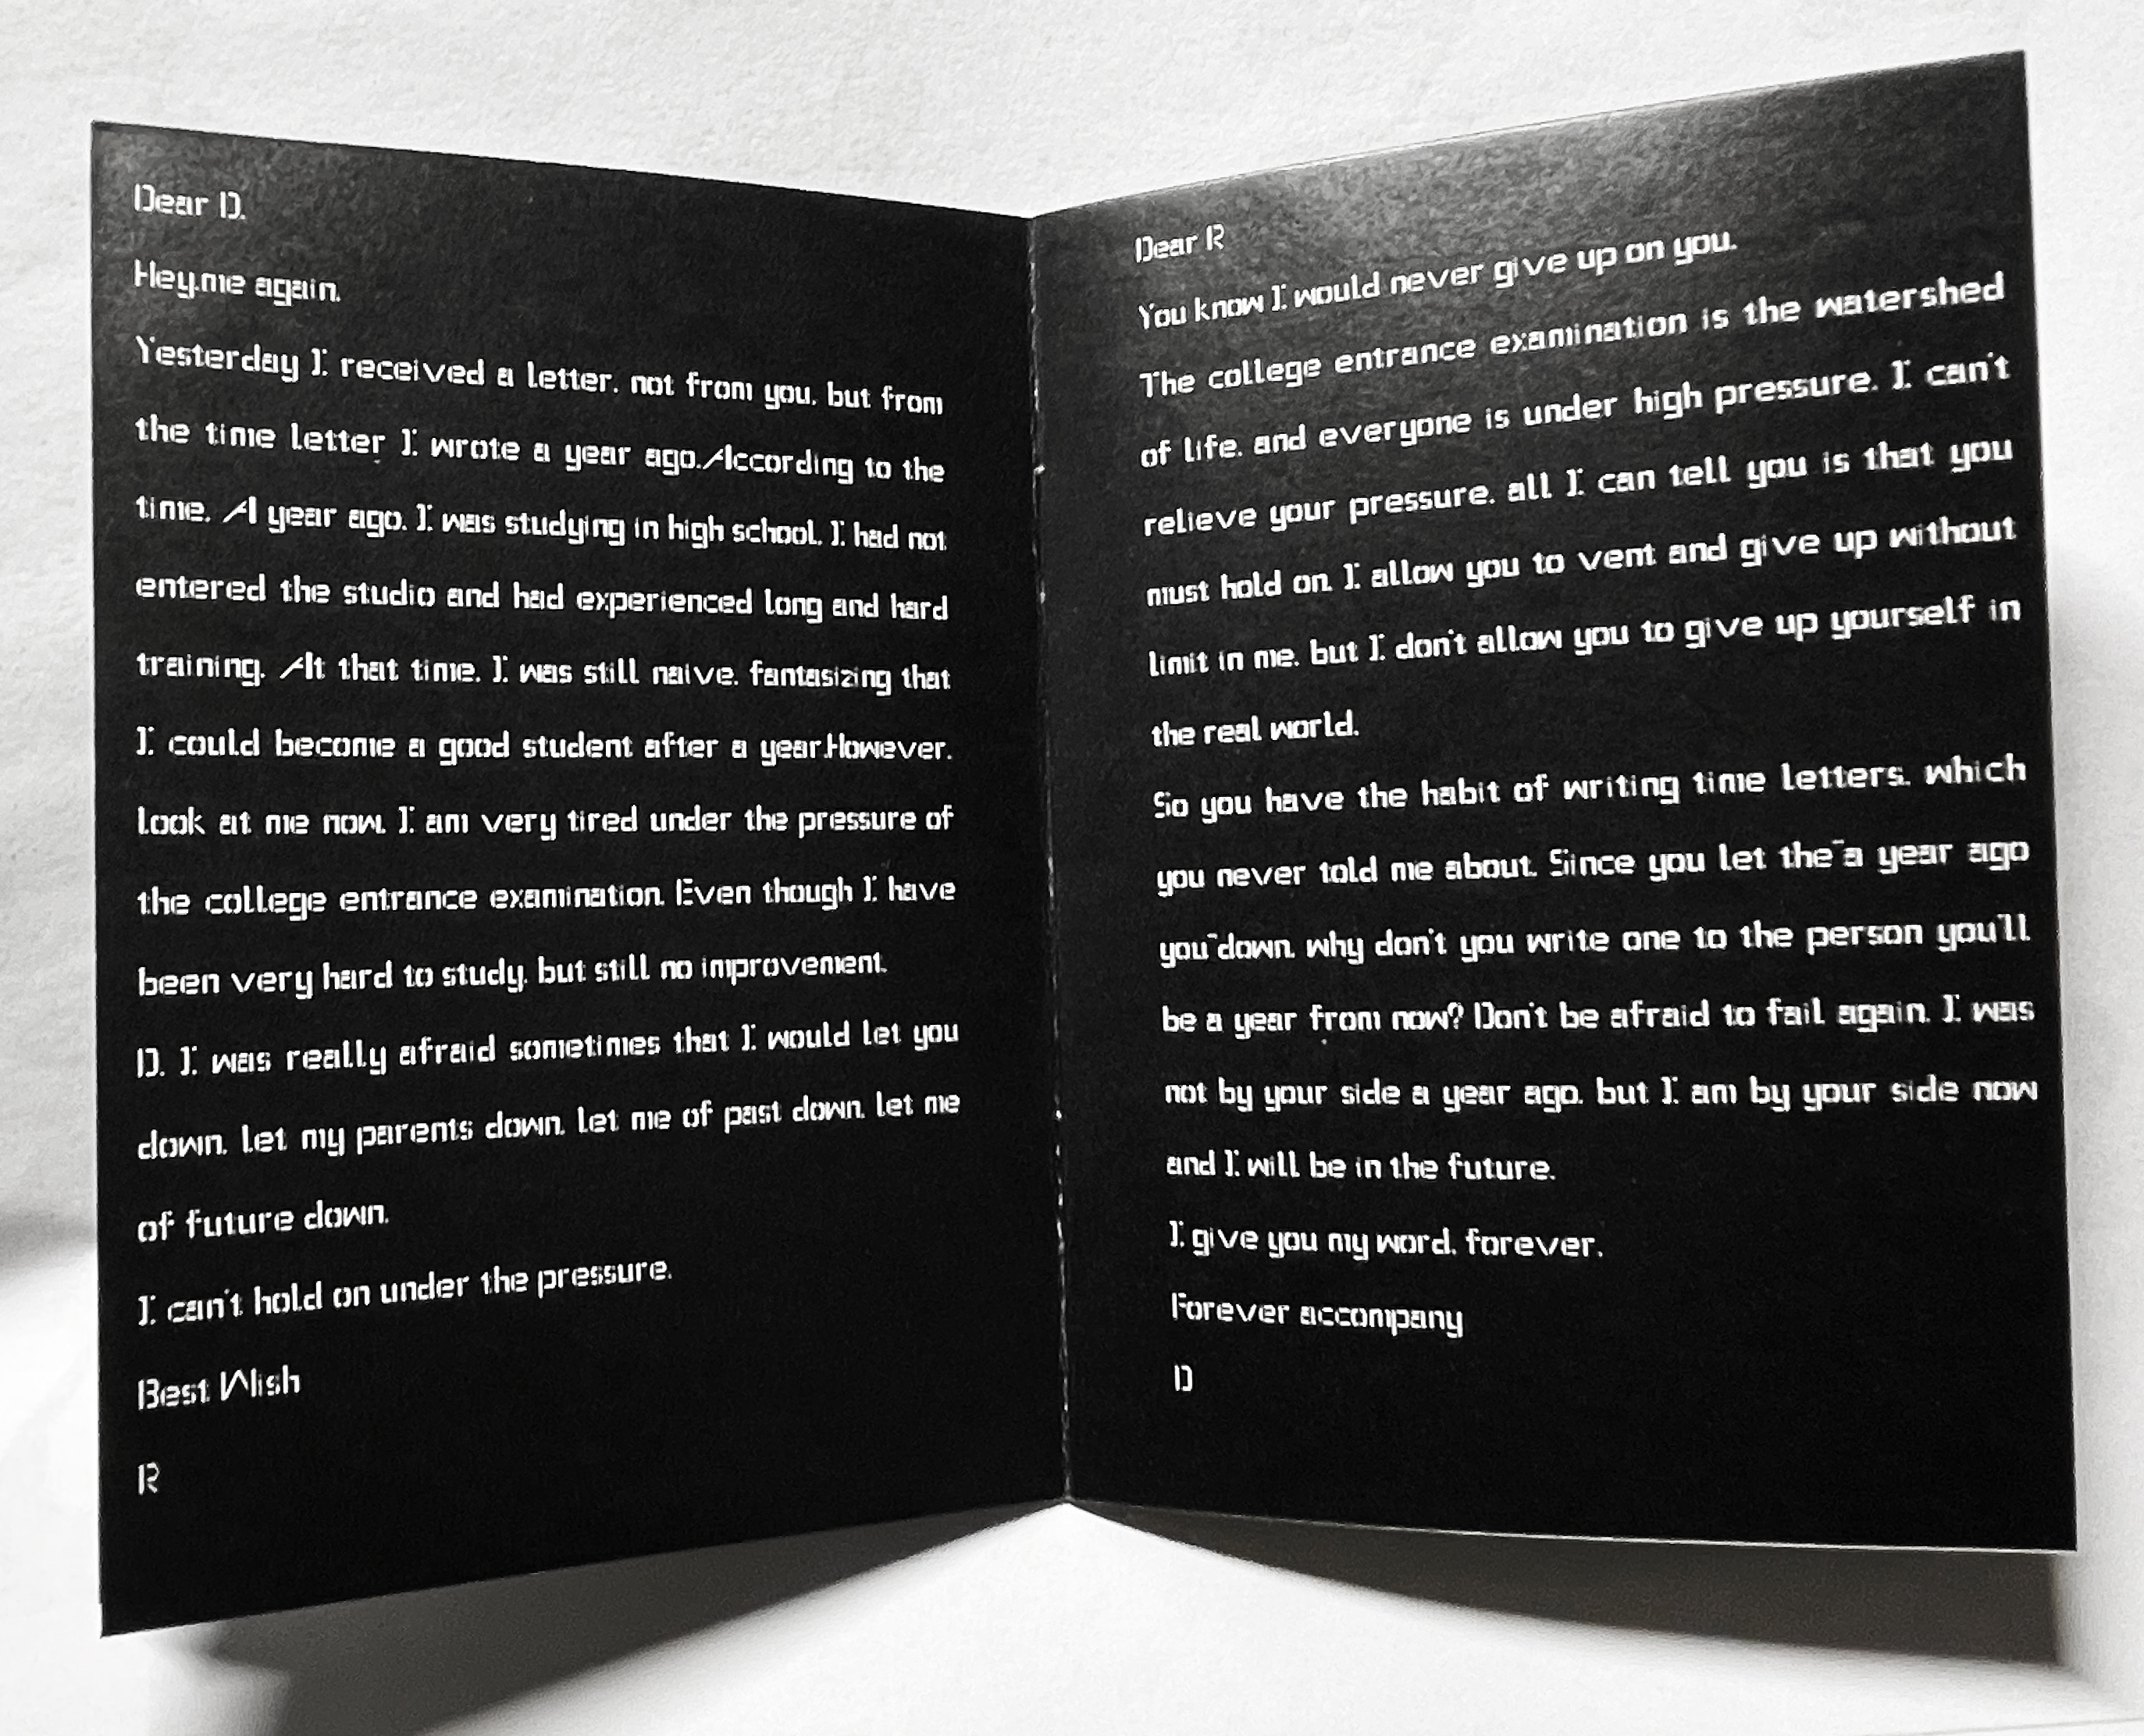 Dear D,
Hey,me again.
Yesterday I received a letter, not from you, but from
the time letter I wrote a year ago.According to the
time, A year ago, I was studying in high school, I had not
entered the studio and had experienced long and hard
training. At that time, I was still naive, fantasizing that
I could become a good student after a year.However,
look at me now, I am very tired under the pressure of
the college entrance examination. Even though I have
been very hard to study, but still no improvement.
D, I was really afraid sometimes that I would let you
down, let my parents down, let me of past down, let me
of future down.
I can't hold on under the pressure.
Best Wish
R
Dear R
You know I would never give up on you.
The college entrance examination is the watershed
of life, and everyone is under high pressure. I can't
relieve your pressure, all I can tell you is that you
must hold on. I allow you to vent and give up without
limit in me, but I don't allow you to give up yourself in
the real world.
So you have the habit of writing time letters, which
you never told me about. Since you let the "a year ago
you" down, why don't you write one to the person you'll
be a year from now? Don't be afraid to fail again. I was
not by your side a year ago, but I am by your side now
and I will be in the future.
I give you my word, forever.
Forever accompany
D